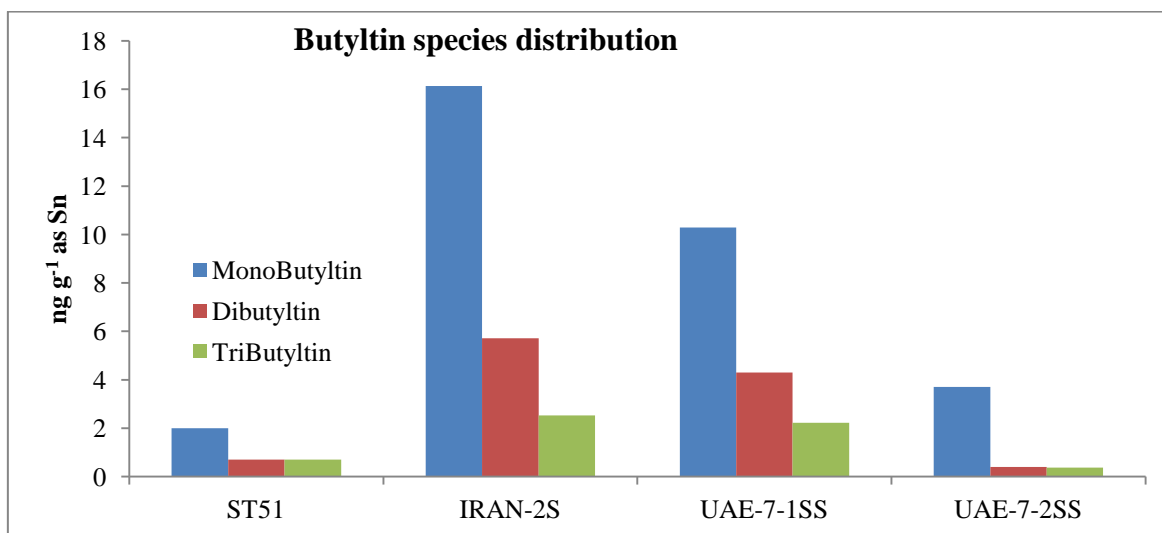 Butyltin species distribution
18
16
14
12
10
8
6
4
2
0
ng g-1 as Sn
MonoButyltin
Dibutyltin
TriButyltin
ST51 IRAN-2S UAE-7-1SS UAE-7-2SS